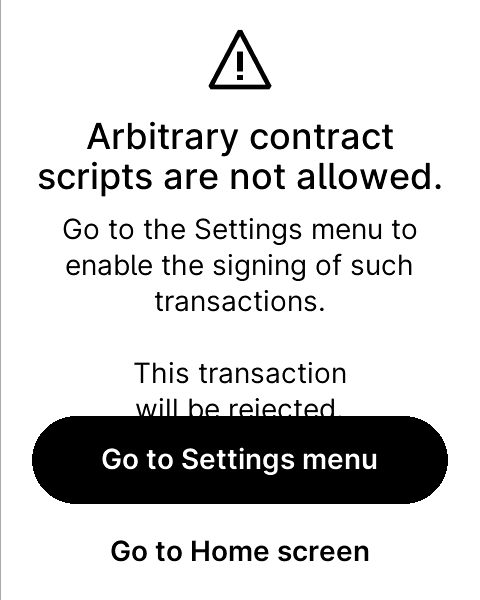 Arbitrary contract
scripts are not allowed.
Go to the Settings menu to
enable the signing of such
transactions.
This transaction
will be rejected.
Go to Settings menu
Go to Home screen